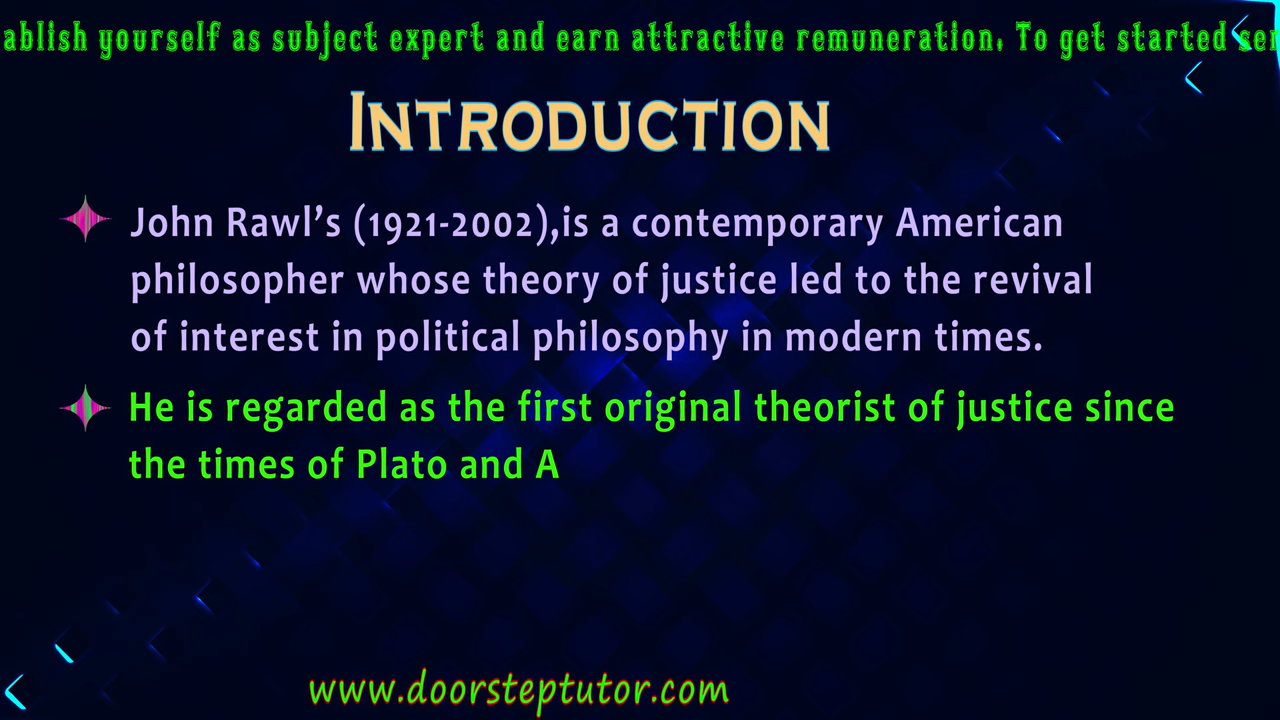 ablish yourself as subject expert and earn attractive remuneration. To get started
Introduction
John Rawl's (1921-2002),is a contemporary American
philosopher whose theory of justice led to the revival
of interest in political philosophy in modern times.
He is regarded as the first original theorist of justice since
the times of Plato and A
www.doorsteptutor.com